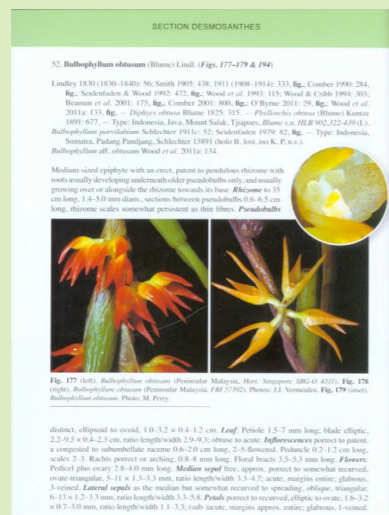 SECTION DESMOSANTHES
52. Bulbophyllum obtusum (Blume) Lindl. (Figs. 177–179 & 194)
Lindley 1830 (1830–1840): 56; Smith 1905: 438; 1911 (1908–1914): 333, fig.; Comber 1990: 284,
fig.; Seidenfaden & Wood 1992: 472, fig.; Wood et al. 1993: 115; Wood & Cribb 1994: 303;
Beaman et al. 2001: 175, fig.; Comber 2001: 800, fig.; O'Byrne 2011: 29, fig.; Wood et al.
2011a: 133, fig. — Diphyes obtusa Blume 1825: 315. — Phyllorchis obtusa (Blume) Kuntze
1891: 677. — Type: Indonesia, Java, Mount Salak, Tjapus, Blume s.n. HLB 902,322-439 (L).
Bulbophyllum parvilabium Schlechter 1911c: 52; Seidenfaden 1979: 82, fig. — Type: Indonesia,
Sumatra, Padang Pandjang, Schlechter 15891 (holo B, lost, iso K, P, n.v.).
Bulbophyllum aff. obtusum Wood et al. 2011a: 134.
Medium-sized epiphyte with an erect, patent to pendulous rhizome with
roots usually developing underneath older pseudobulbs only, and usually
growing over or alongside the rhizome towards its base. Rhizome to 35
cm long, 1.4–5.0 mm diam., sections between pseudobulbs 0.6–6.5 cm
long, rhizome scales somewhat persistent as thin fibres. Pseudobulbs
Fig. 177 (left). Bulbophyllum obtusum (Peninsular Malaysia, Hort. Singapore SBG-O 4311). Fig. 178
(right). Bulbophyllum obtusum (Peninsular Malaysia, FRI 57392). Photos: J.J. Vermeulen. Fig. 179 (inset).
Bulbophyllum obtusum. Photo: M. Perry.
distinct, ellipsoid to ovoid, 1.0–3.2 × 0.4–1.2 cm. Leaf: Petiole 1.5–7 mm long; blade elliptic,
2.2–9.5 × 0.4–2.3 cm, ratio length/width 2.9–9.3; obtuse to acute. Inflorescences porrect to patent,
a congested to subumbellate raceme 0.6–2.0 cm long, 2–5-flowered. Peduncle 0.2–1.2 cm long,
scales 2–3. Rachis porrect or arching, 0.8–8 mm long. Floral bracts 3.5–5.3 mm long. Flowers:
Pedicel plus ovary 2.8–4.0 mm long. Median sepal free, approx. porrect to somewhat recurved,
ovate-triangular, 5–11 × 1.3–3.3 mm, ratio length/width 3.3–4.7; acute; margins entire; glabrous,
3-veined. Lateral sepals as the median but somewhat recurved to spreading, oblique, triangular,
6–13 × 1.2–3.3 mm, ratio length/width 3.3–5.8. Petals porrect to recurved, elliptic to ovate, 1.6–3.2
× 0.7–3.0 mm, ratio length/width 1.1–3.3; (sub-)acute, margins approx. entire; glabrous, 1-veined.